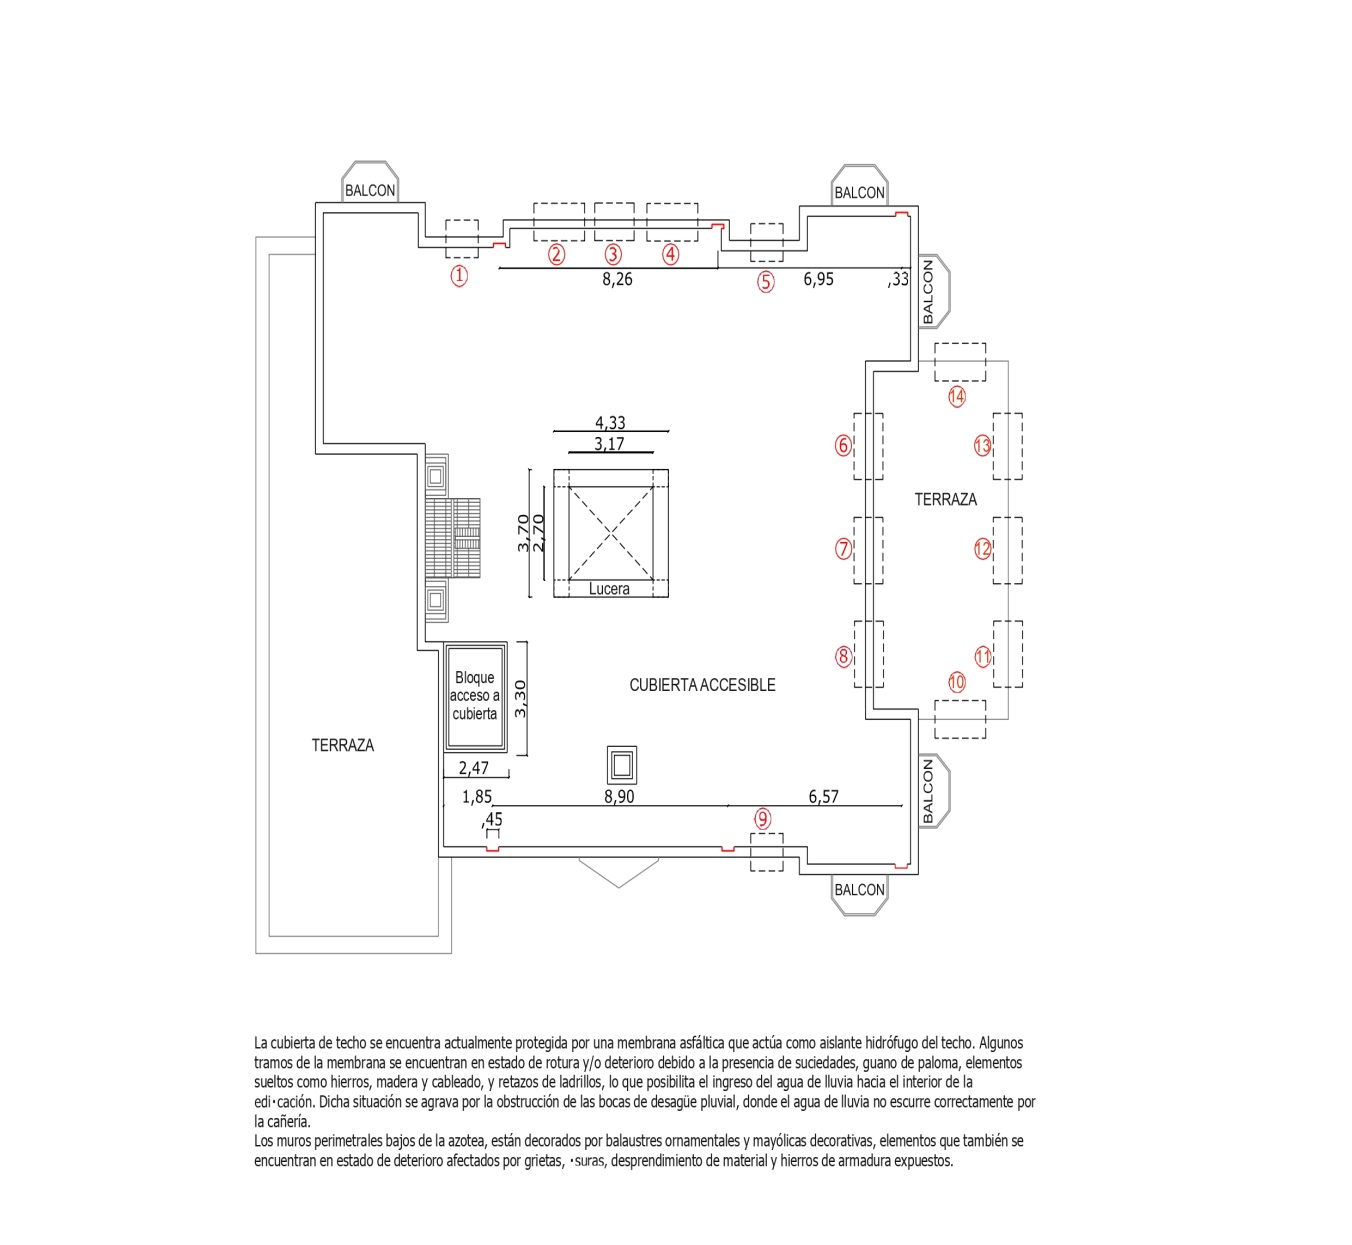 BALCON
BALCON
BALCON
1
2
3
4
5
8,26
6,95
,33
14
4,33
3,17
6
13
TERRAZA
3,70
2,70
7
12
Lucera
8
11
10
Bloque
acceso a
cubierta
3,30
CUBIERTA ACCESIBLE
TERRAZA
2,47
1,85
8,90
6,57
,45
9
BALCON
BALCON
La cubierta de techo se encuentra actualmente protegida por una membrana asfáltica que actúa como aislante hidrófugo del techo. Algunos
tramos de la membrana se encuentran en estado de rotura y/o deterioro debido a la presencia de suciedades, guano de paloma, elementos
sueltos como hierros, madera y cableado, y retazos de ladrillos, lo que posibilita el ingreso del agua de lluvia hacia el interior de la
edi·cación. Dicha situación se agrava por la obstrucción de las bocas de desagüe pluvial, donde el agua de lluvia no escurre correctamente por
la cañería.
Los muros perimetrales bajos de la azotea, están decorados por balaustres ornamentales y mayólicas decorativas, elementos que también se
encuentran en estado de deterioro afectados por grietas, ·suras, desprendimiento de material y hierros de armadura expuestos.